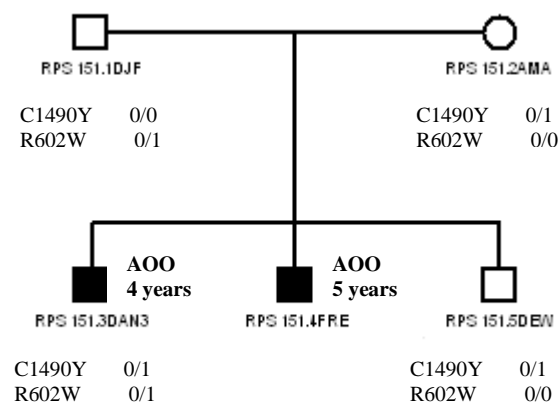 RPS 151.1DJF
RPS 151.2AMA
C1490Y 0/0
R602W 0/1
C1490Y 0/1
R602W 0/0
AOO
4 years
AOO
5 years
RPS 151.3DAN3
RPS 151.4FRE
RPS 151.5DEW
C1490Y 0/1
R602W 0/1
C1490Y 0/1
R602W 0/0